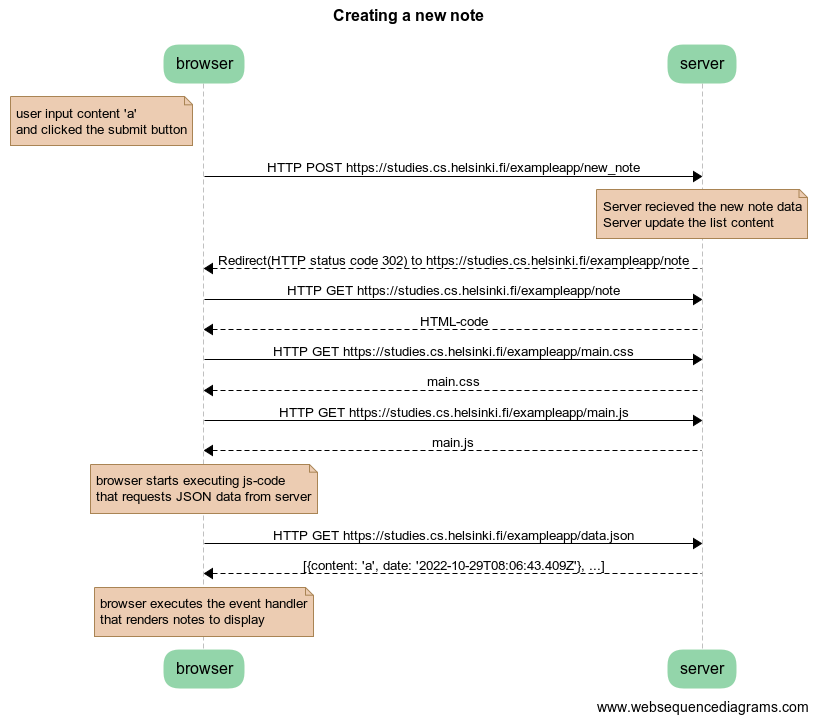 Creating a new note
browser
server
user input content 'a'
and clicked the submit button
HTTP POST https://studies.cs.helsinki.fi/exampleapp/new_note
Server recieved the new note data
Server update the list content
Redirect(HTTP status code 302) to https://studies.cs.helsinki.fi/exampleapp/note
HTTP GET https://studies.cs.helsinki.fi/exampleapp/note
HTML-code
HTTP GET https://studies.cs.helsinki.fi/exampleapp/main.css
main.css
HTTP GET https://studies.cs.helsinki.fi/exampleapp/main.js
main.js
browser starts executing js-code
that requests JSON data from server
HTTP GET https://studies.cs.helsinki.fi/exampleapp/data.json
[{content: 'a', date: '2022-10-29T08:06:43.409Z'}, ...]
browser executes the event handler
that renders notes to display
browser
server
www.websequencediagrams.com